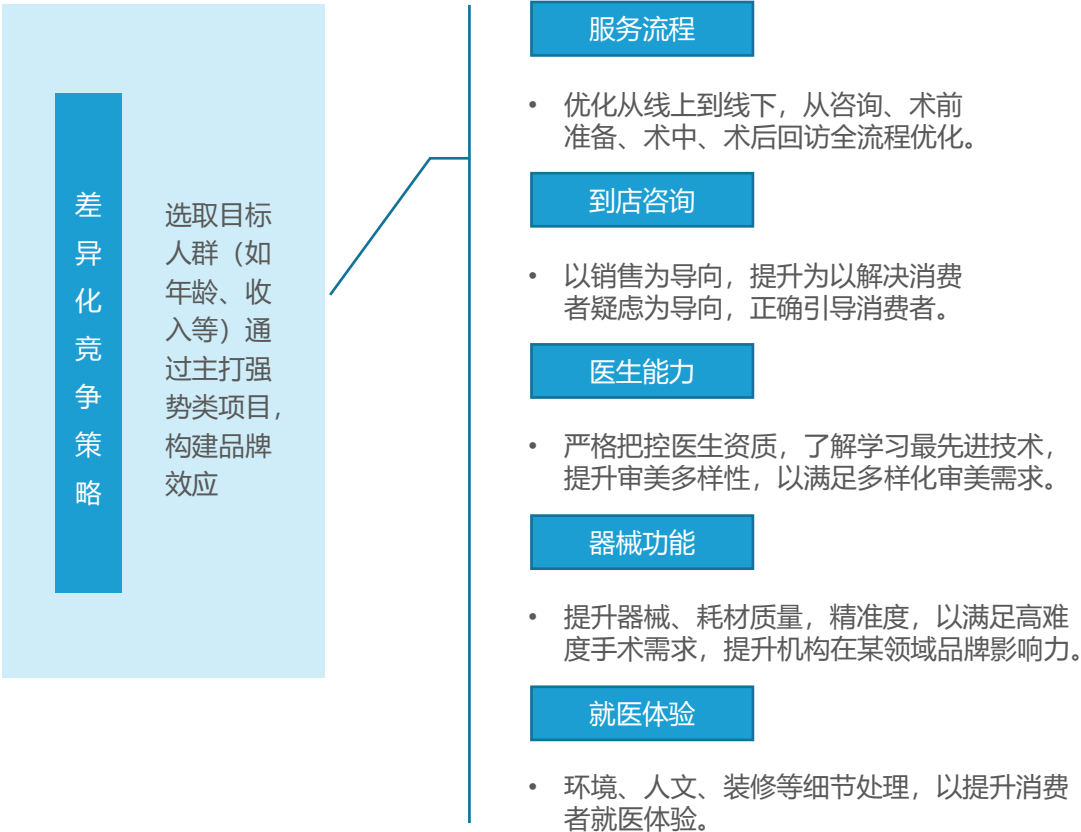 差异化竞争策略
选取目标
人群（如
年龄、收
入等）通
过主打强
势类项目，
构建品牌
效应
服务流程
• 优化从线上到线下，从咨询、术前
准备、术中、术后回访全流程优化。
到店咨询
• 以销售为导向，提升为以解决消费
者疑虑为导向，正确引导消费者。
医生能力
• 严格把控医生资质，了解学习最先进技术，
提升审美多样性，以满足多样化审美需求。
器械功能
• 提升器械、耗材质量，精准度，以满足高难
度手术需求，提升机构在某领域品牌影响力。
就医体验
• 环境、人文、装修等细节处理，以提升消费
者就医体验。